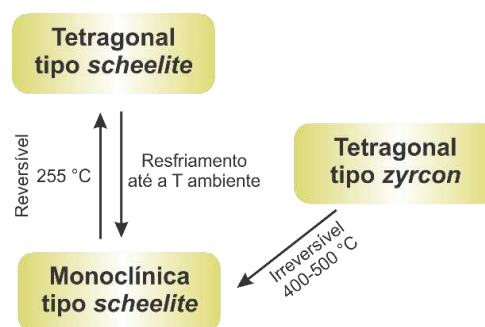 Tetragonal
tipo scheelite
Reversível
255 °C
Resfriamento
até a T ambiente
Tetragonal
tipo zyrcon
Irreversível
400-500 °C
Monoclínica
tipo scheelite